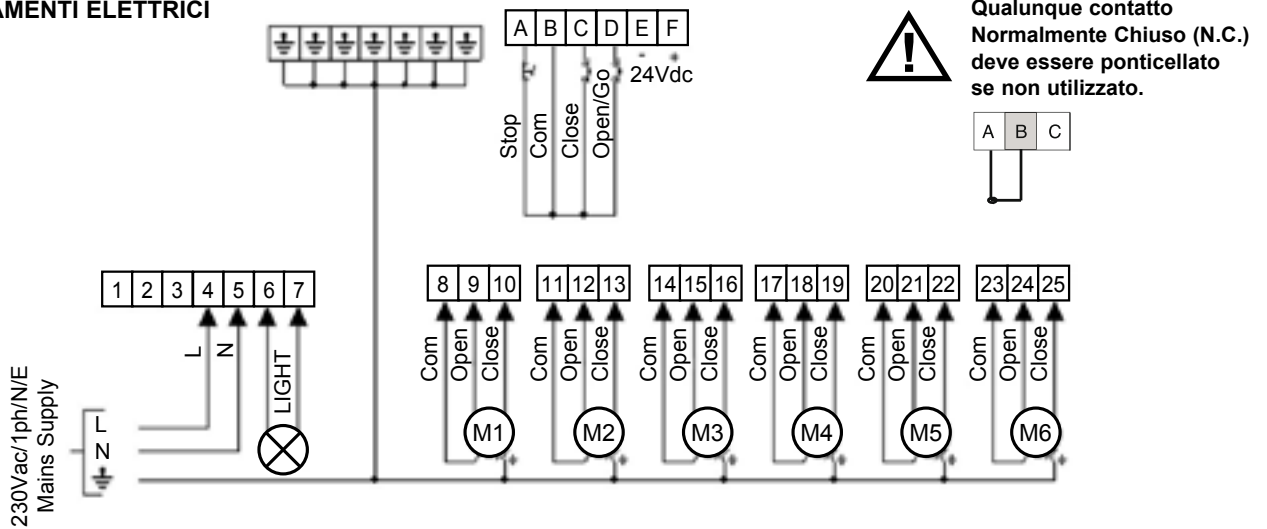 AMENTI ELETTRICI
A B C D E F
- +
24Vdc
Stop
Com
Close
Open/Go
Qualunque contatto
Normalmente Chiuso (N.C.)
deve essere ponticellato
se non utilizzato.
A B C
1 2 3 4 5 6 7
L
N
LIGHT
230Vac/1ph/N/E
Mains Supply
L
N
8 9 10
Com
Open
Close
M1
11 12 13
Com
Open
Close
M2
14 15 16
Com
Open
Close
M3
17 18 19
Com
Open
Close
M4
20 21 22
Com
Open
Close
M5
23 24 25
Com
Open
Close
M6